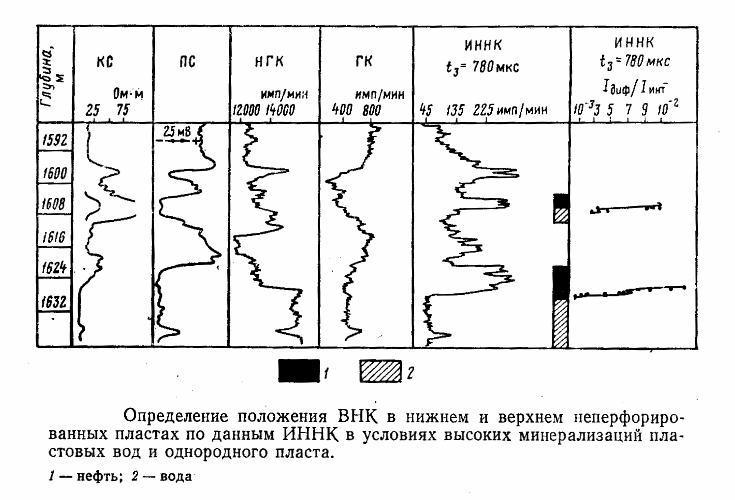 Глубина, м
КС
Ом·м
25 75
ПС
25 мВ
НГК
имп/мин
12000 14000
ГК
имп/мин
400 800
ИННК
t₃ = 780 мкс
45 135 225 имп/мин
ИННК
t₃ = 780 мкс
Iдиф/Iинт
10⁻³ 3 5 7 9 10⁻²
1592
1600
1608
1616
1624
1632
1
2
Определение положения ВНК в нижнем и верхнем неперфориро-
ванных пластах по данным ИННК в условиях высоких минерализаций пла-
стовых вод и однородного пласта.
1 — нефть; 2 — вода